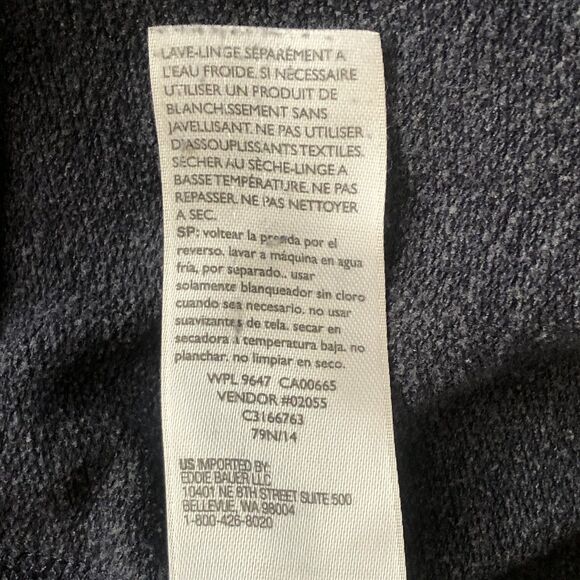 LAVE-LINGE SÉPARÉMENT A
L'EAU FROIDE. SI NÉCESSAIRE
UTILISER UN PRODUIT DE
BLANCHISSEMENT SANS
JAVELLISANT. NE PAS UTILISER
D'ASSOUPLISSANTS TEXTILES.
SÉCHER AU SÈCHE-LINGE A
BASSE TEMPÉRATURE. NE PAS
REPASSER. NE PAS NETTOYER
A SEC.
SP: voltear la prenda por el
reverso. lavar a máquina en agua
fría, por separado.. usar
solamente blanqueador sin cloro
cuando sea necesario. no usar
suavizantes de tela. secar en
secadora a temperatura baja. no
planchar. no limpiar en seco.
WPL 9647 CA00665
VENDOR #02055
C3166763
79N/14
US IMPORTED BY:
EDDIE BAUER LLC
10401 NE 8TH STREET SUITE 500
BELLEVUE, WA 98004
1-800-426-8020